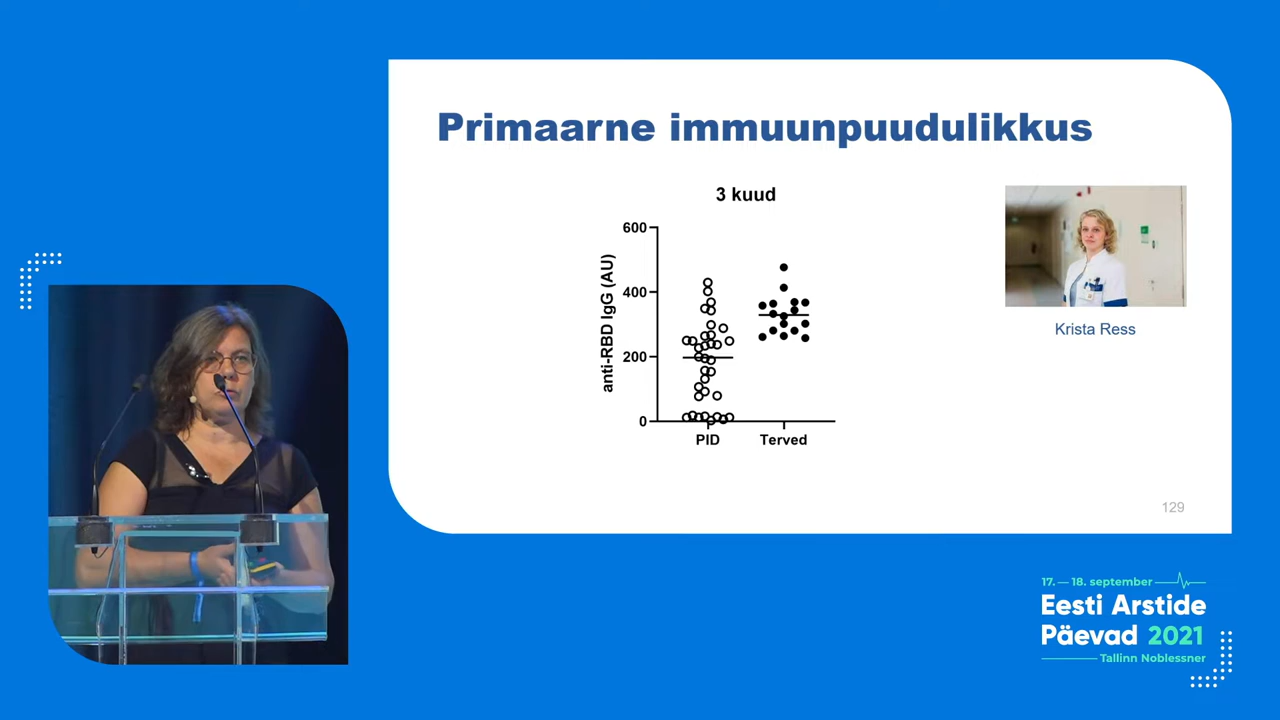 Primaarne immuunpuudulikkus
3 kuud
600
400
200
0
anti-RBD IgG (AU)
PID
Terved
Krista Ress
129
17. — 18. september
Eesti Arstide
Päevad 2021
Tallinn Noblessner